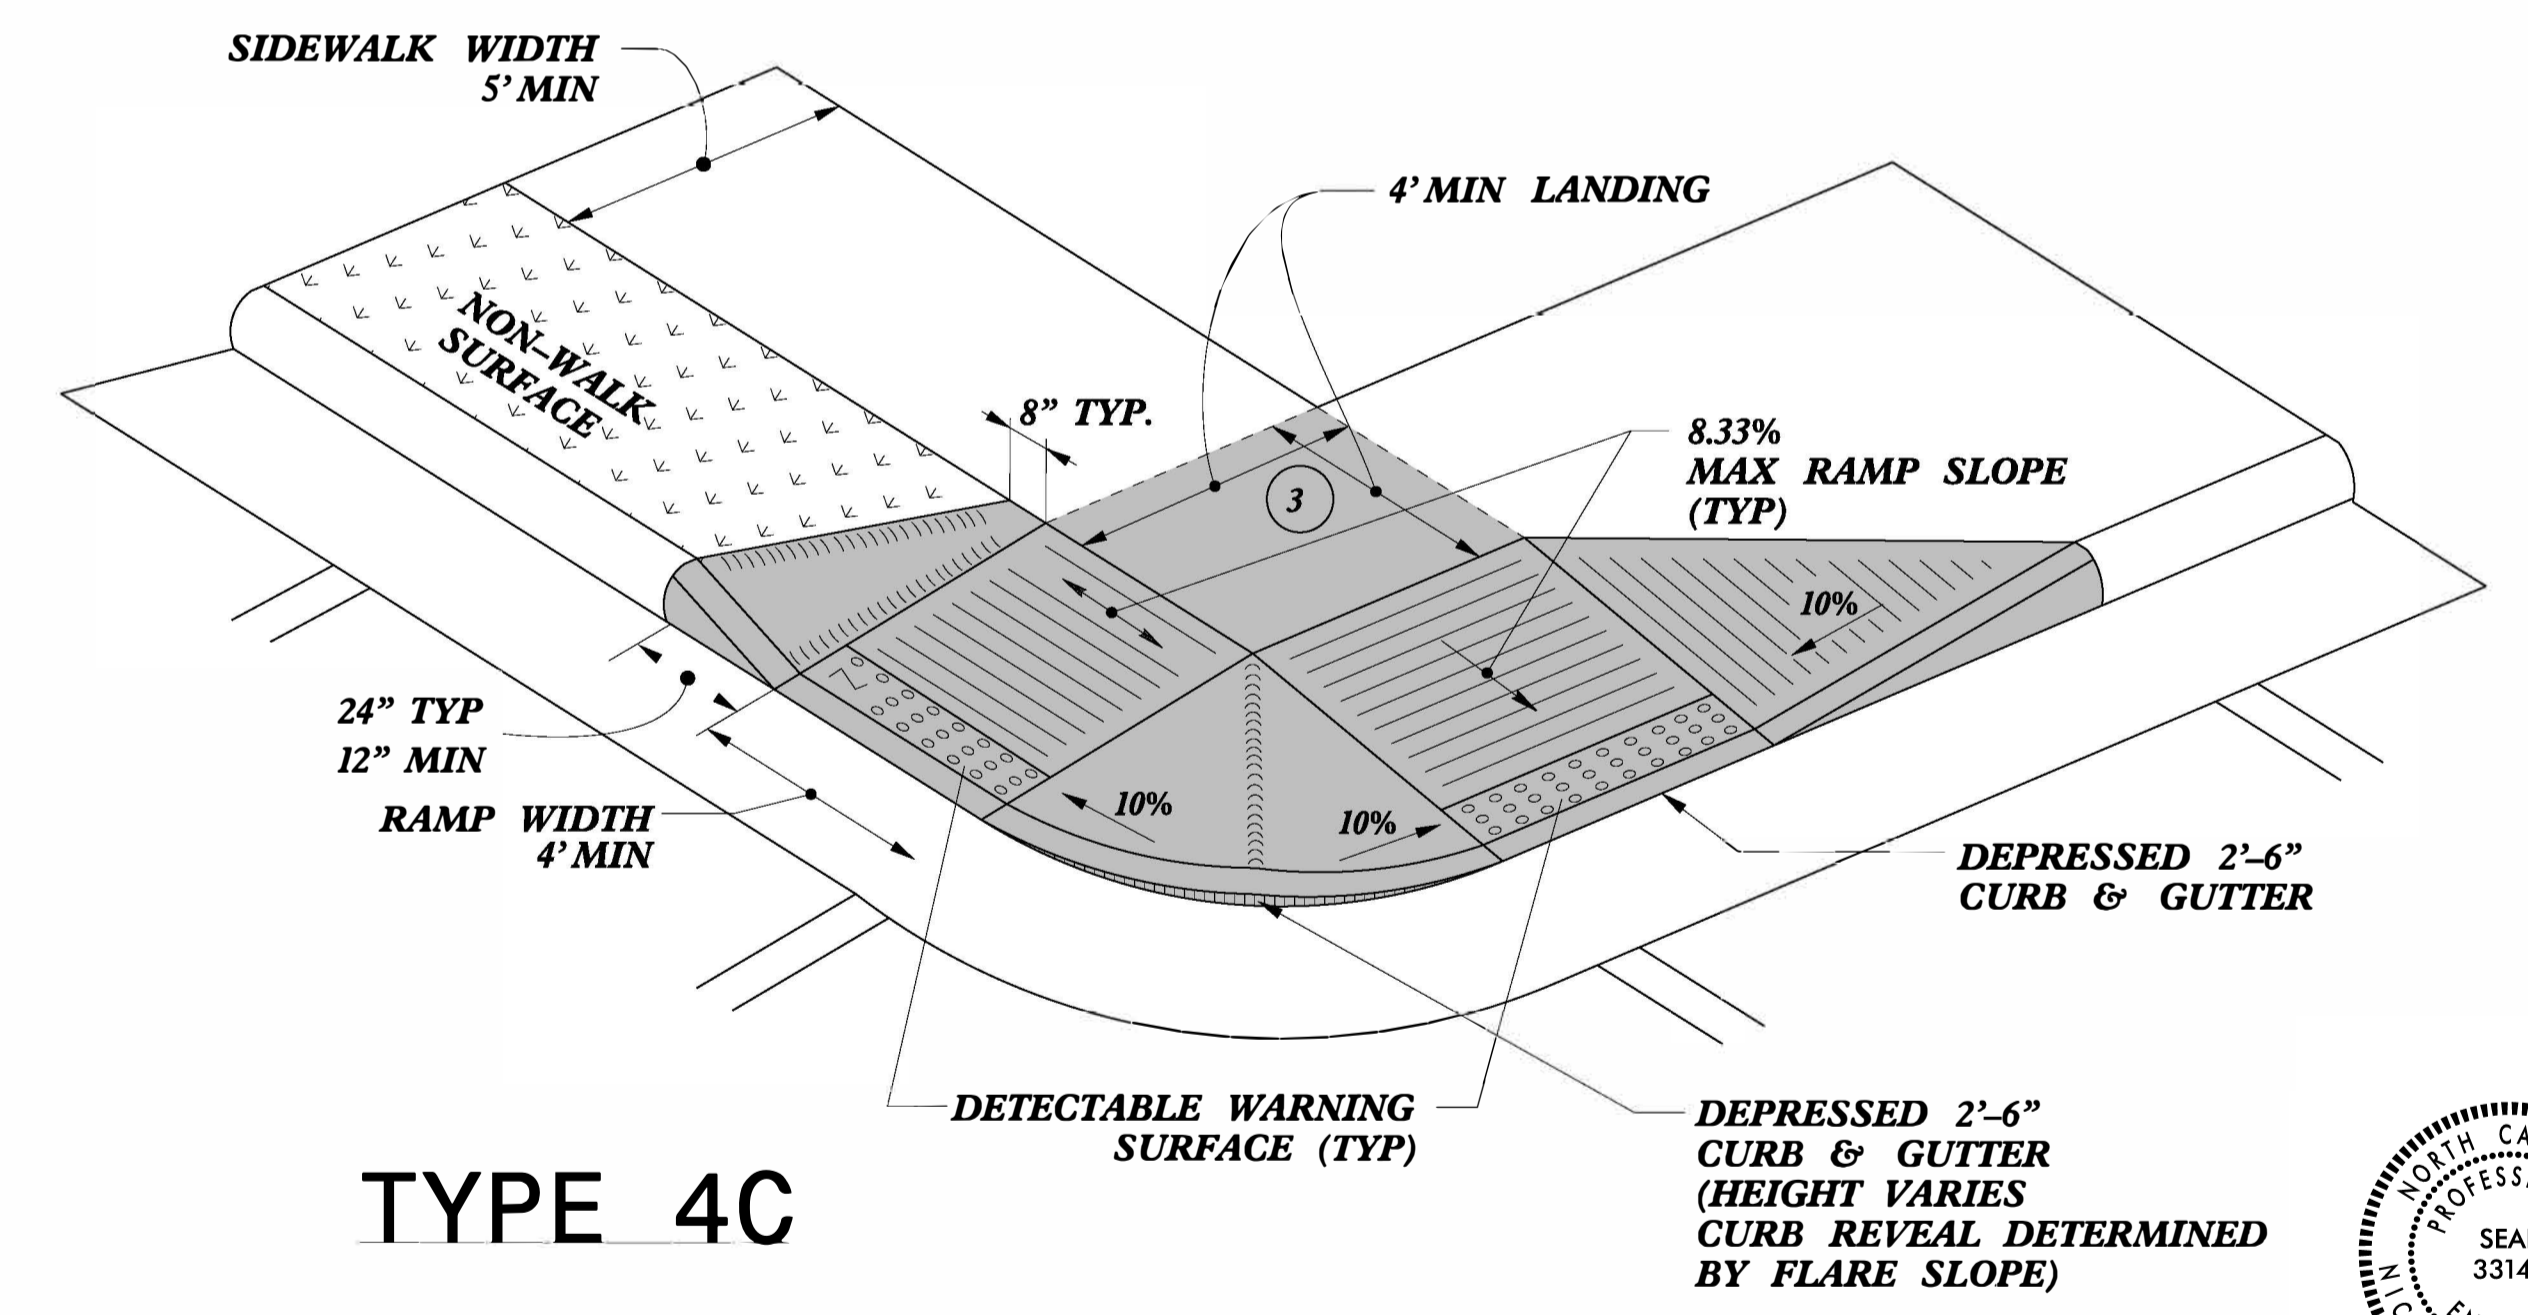 SIDEWALK WIDTH
5' MIN
4' MIN LANDING
NON-WALK
SURFACE
8" TYP.
8.33%
MAX RAMP SLOPE
(TYP)
3
10%
24" TYP
12" MIN
RAMP WIDTH
4' MIN
10%
10%
DEPRESSED 2'-6"
CURB & GUTTER
DETECTABLE WARNING
SURFACE (TYP)
DEPRESSED 2'-6"
CURB & GUTTER
(HEIGHT VARIES
CURB REVEAL DETERMINED
BY FLARE SLOPE)
TYPE 4C
NORTH